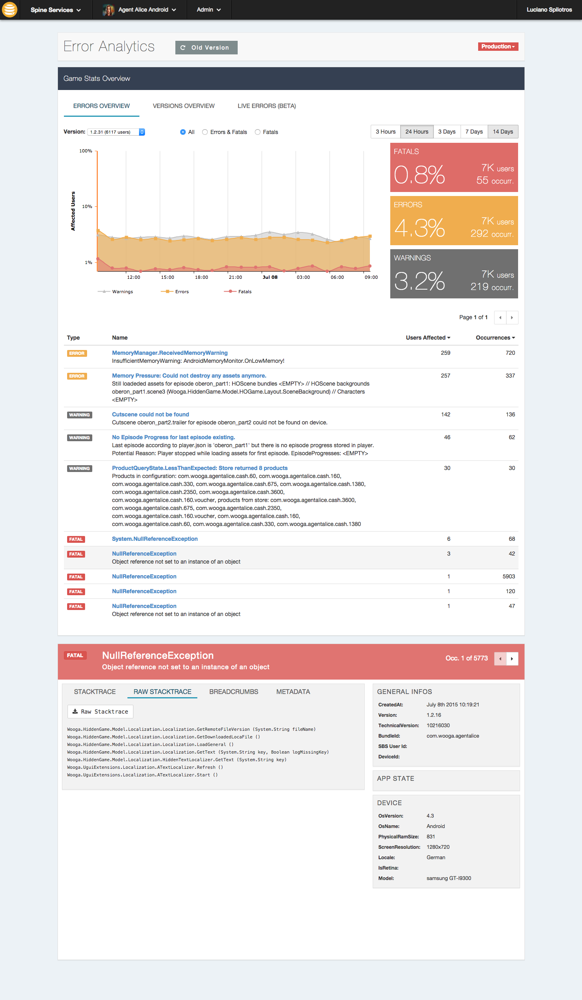 Spine Services
Agent Alice Android
Admin
Luciano Spilotros
Error Analytics
Old Version
Production
Game Stats Overview
ERRORS OVERVIEW
VERSIONS OVERVIEW
LIVE ERRORS (BETA)
Version: 1.2.31 (6117 users)
All
Errors & Fatals
Fatals
3 Hours
24 Hours
3 Days
7 Days
14 Days
100%
10%
1%
Affected Users
12:00
15:00
18:00
21:00
Jul 08
03:00
06:00
09:00
Warnings
Errors
Fatals
FATALS
0.8%
7K users
55 occurr.
ERRORS
4.3%
7K users
292 occurr.
WARNINGS
3.2%
7K users
219 occurr.
Page 1 of 1
Type Name Users Affected Occurrences
ERROR MemoryManager.ReceivedMemoryWarning 259 720
InsufficientMemoryWarning: AndroidMemoryMonitor.OnLowMemory!
ERROR Memory Pressure: Could not destroy any assets anymore. 257 337
Still loadeded assets for episode oberon_part1: HOScene bundles <EMPTY> // HOScene backgrounds
oberon_part1.scene3 (Wooga.HiddenGame.Model.HOGame.Layout.SceneBackground) // Characters
<EMPTY>
WARNING Cutscene could not be found 142 136
Cutscene oberon_part2.trailer for episode oberon_part2 could not be found on device.
WARNING No Episode Progress for last episode existing. 46 62
Last episode according to player.json is 'oberon_part1' but there is no episode progress stored in player.
Potential Reason: Player stopped while loading assets for first episode. EpisodeProgresses: <EMPTY>
WARNING ProductQueryState.LessThanExpected: Store returned 8 products 30 30
Products in configuration: com.wooga.agentalice.cash.60, com.wooga.agentalice.cash.160,
com.wooga.agentalice.cash.330, com.wooga.agentalice.cash.675, com.wooga.agentalice.cash.1380,
com.wooga.agentalice.cash.2350, com.wooga.agentalice.cash.3600,
com.wooga.agentalice.cash.160.voucher, products from store: com.wooga.agentalice.cash.3600,
com.wooga.agentalice.cash.675, com.wooga.agentalice.cash.2350,
com.wooga.agentalice.cash.160.voucher, com.wooga.agentalice.cash.160,
com.wooga.agentalice.cash.60, com.wooga.agentalice.cash.330, com.wooga.agentalice.cash.1380
FATAL System.NullReferenceException 6 68
FATAL NullReferenceException 3 42
Object reference not set to an instance of an object
FATAL NullReferenceException 1 5903
FATAL NullReferenceException 1 120
FATAL NullReferenceException 1 47
Object reference not set to an instance of an object
FATAL NullReferenceException
Object reference not set to an instance of an object
Occ. 1 of 5773
STACKTRACE
RAW STACKTRACE
BREADCRUMBS
METADATA
Raw Stacktrace
Wooga.HiddenGame.Model.Localization.Localization.GetRemoteFileVersion (System.String fileName)
Wooga.HiddenGame.Model.Localization.Localization.GetDownloadedLocaFile ()
Wooga.HiddenGame.Model.Localization.Localization.LoadGeneral ()
Wooga.HiddenGame.Model.Localization.Localization.GetText (System.String key, Boolean logMissingKey)
Wooga.HiddenGame.Model.Localization.HiddenTextLocalizer.GetText (System.String key)
Wooga.UguiExtensions.Localization.ATextLocalizer.Refresh ()
Wooga.UguiExtensions.Localization.ATextLocalizer.Start ()
GENERAL INFOS
CreatedAt: July 8th 2015 10:19:21
Version: 1.2.16
TechnicalVersion: 10216030
BundleId: com.wooga.agentalice
SBS User Id:
DeviceId:
APP STATE
DEVICE
OsVersion: 4.3
OsName: Android
PhysicalRamSize: 831
ScreenResolution: 1280x720
Locale: German
IsRetina:
Model: samsung GT-I9300